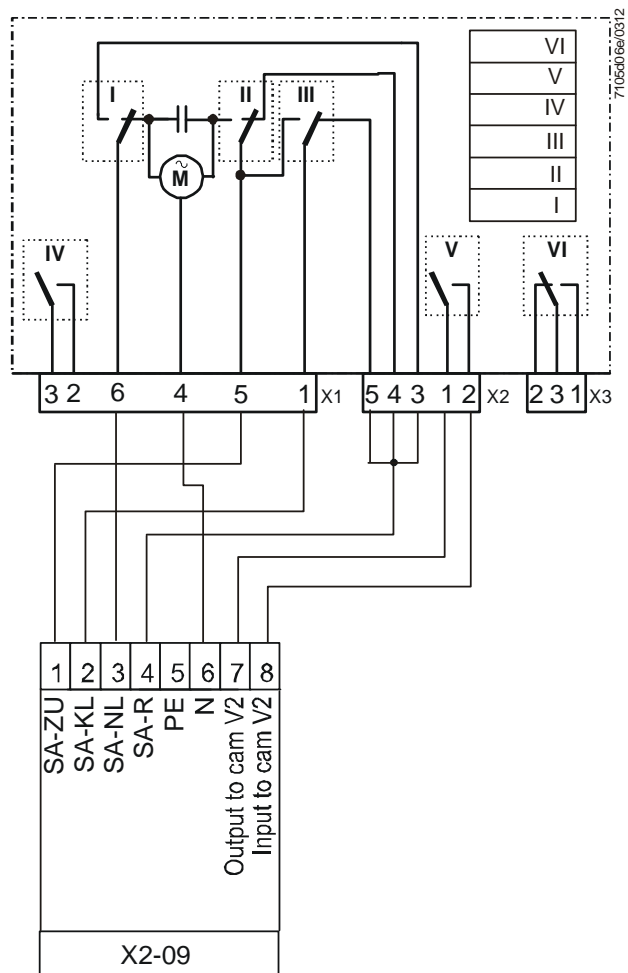 7105d06e/0312
VI
V
IV
III
II
I
I
II
III
M
~
IV
V
VI
3 2 6 4 5 1 X1
5 4 3 1 2 X2
2 3 1 X3
1 2 3 4 5 6 7 8
SA-ZU
SA-KL
SA-NL
SA-R
PE
N
Output to cam V2
Input to cam V2
X2-09